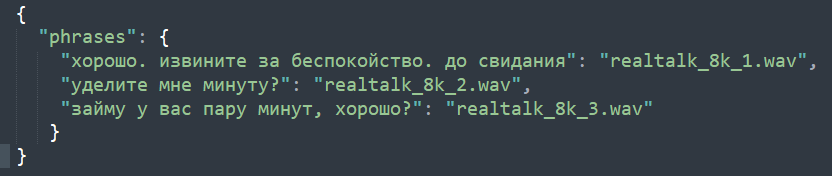 {
"phrases": {
"хорошо. извините за беспокойство. до свидания": "realtalk_8k_1.wav",
"уделите мне минуту?": "realtalk_8k_2.wav",
"займу у вас пару минут, хорошо?": "realtalk_8k_3.wav"
}
}